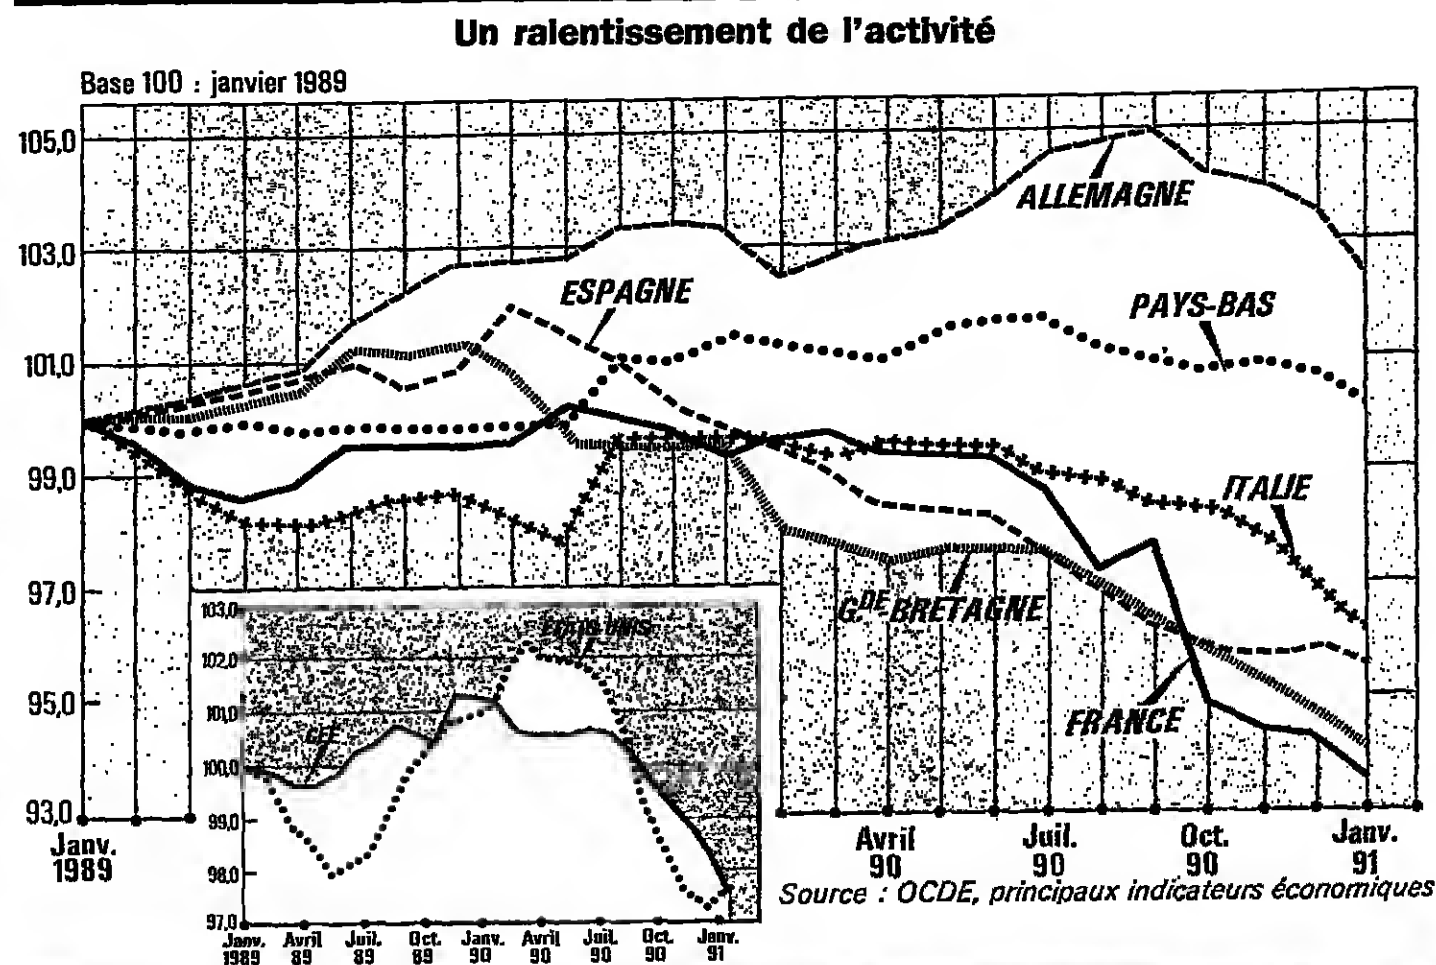 Un ralentissement de l'activité
Base 100 : janvier 1989
105,0
103,0
101,0
99,0
97,0
95,0
93,0
ALLEMAGNE
ESPAGNE
PAYS-BAS
ITALIE
GDE BRETAGNE
FRANCE
Janv. 1989
Avril 90
Juil. 90
Oct. 90
Janv. 91
103,0
102,0
101,0
100,0
99,0
98,0
97,0
ÉTATS-UNIS
CEE
Janv. 1989
Avril 89
Juil. 89
Oct. 89
Janv. 90
Avril 90
Juil. 90
Oct. 90
Janv. 91
Source : OCDE, principaux indicateurs économiques